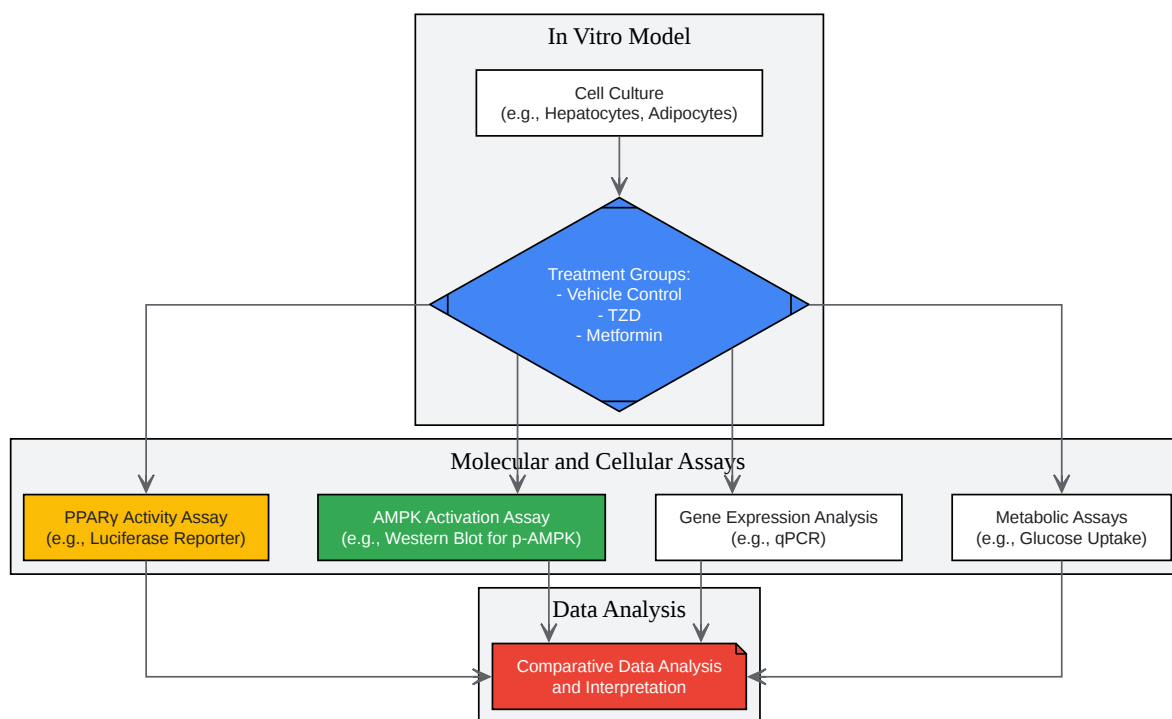 In Vitro Model
Cell Culture
(e.g., Hepatocytes, Adipocytes)
Treatment Groups:
- Vehicle Control
- TZD
- Metformin
Molecular and Cellular Assays
PPARγ Activity Assay
(e.g., Luciferase Reporter)
AMPK Activation Assay
(e.g., Western Blot for p-AMPK)
Gene Expression Analysis
(e.g., qPCR)
Metabolic Assays
(e.g., Glucose Uptake)
Data Analysis
Comparative Data Analysis
and Interpretation